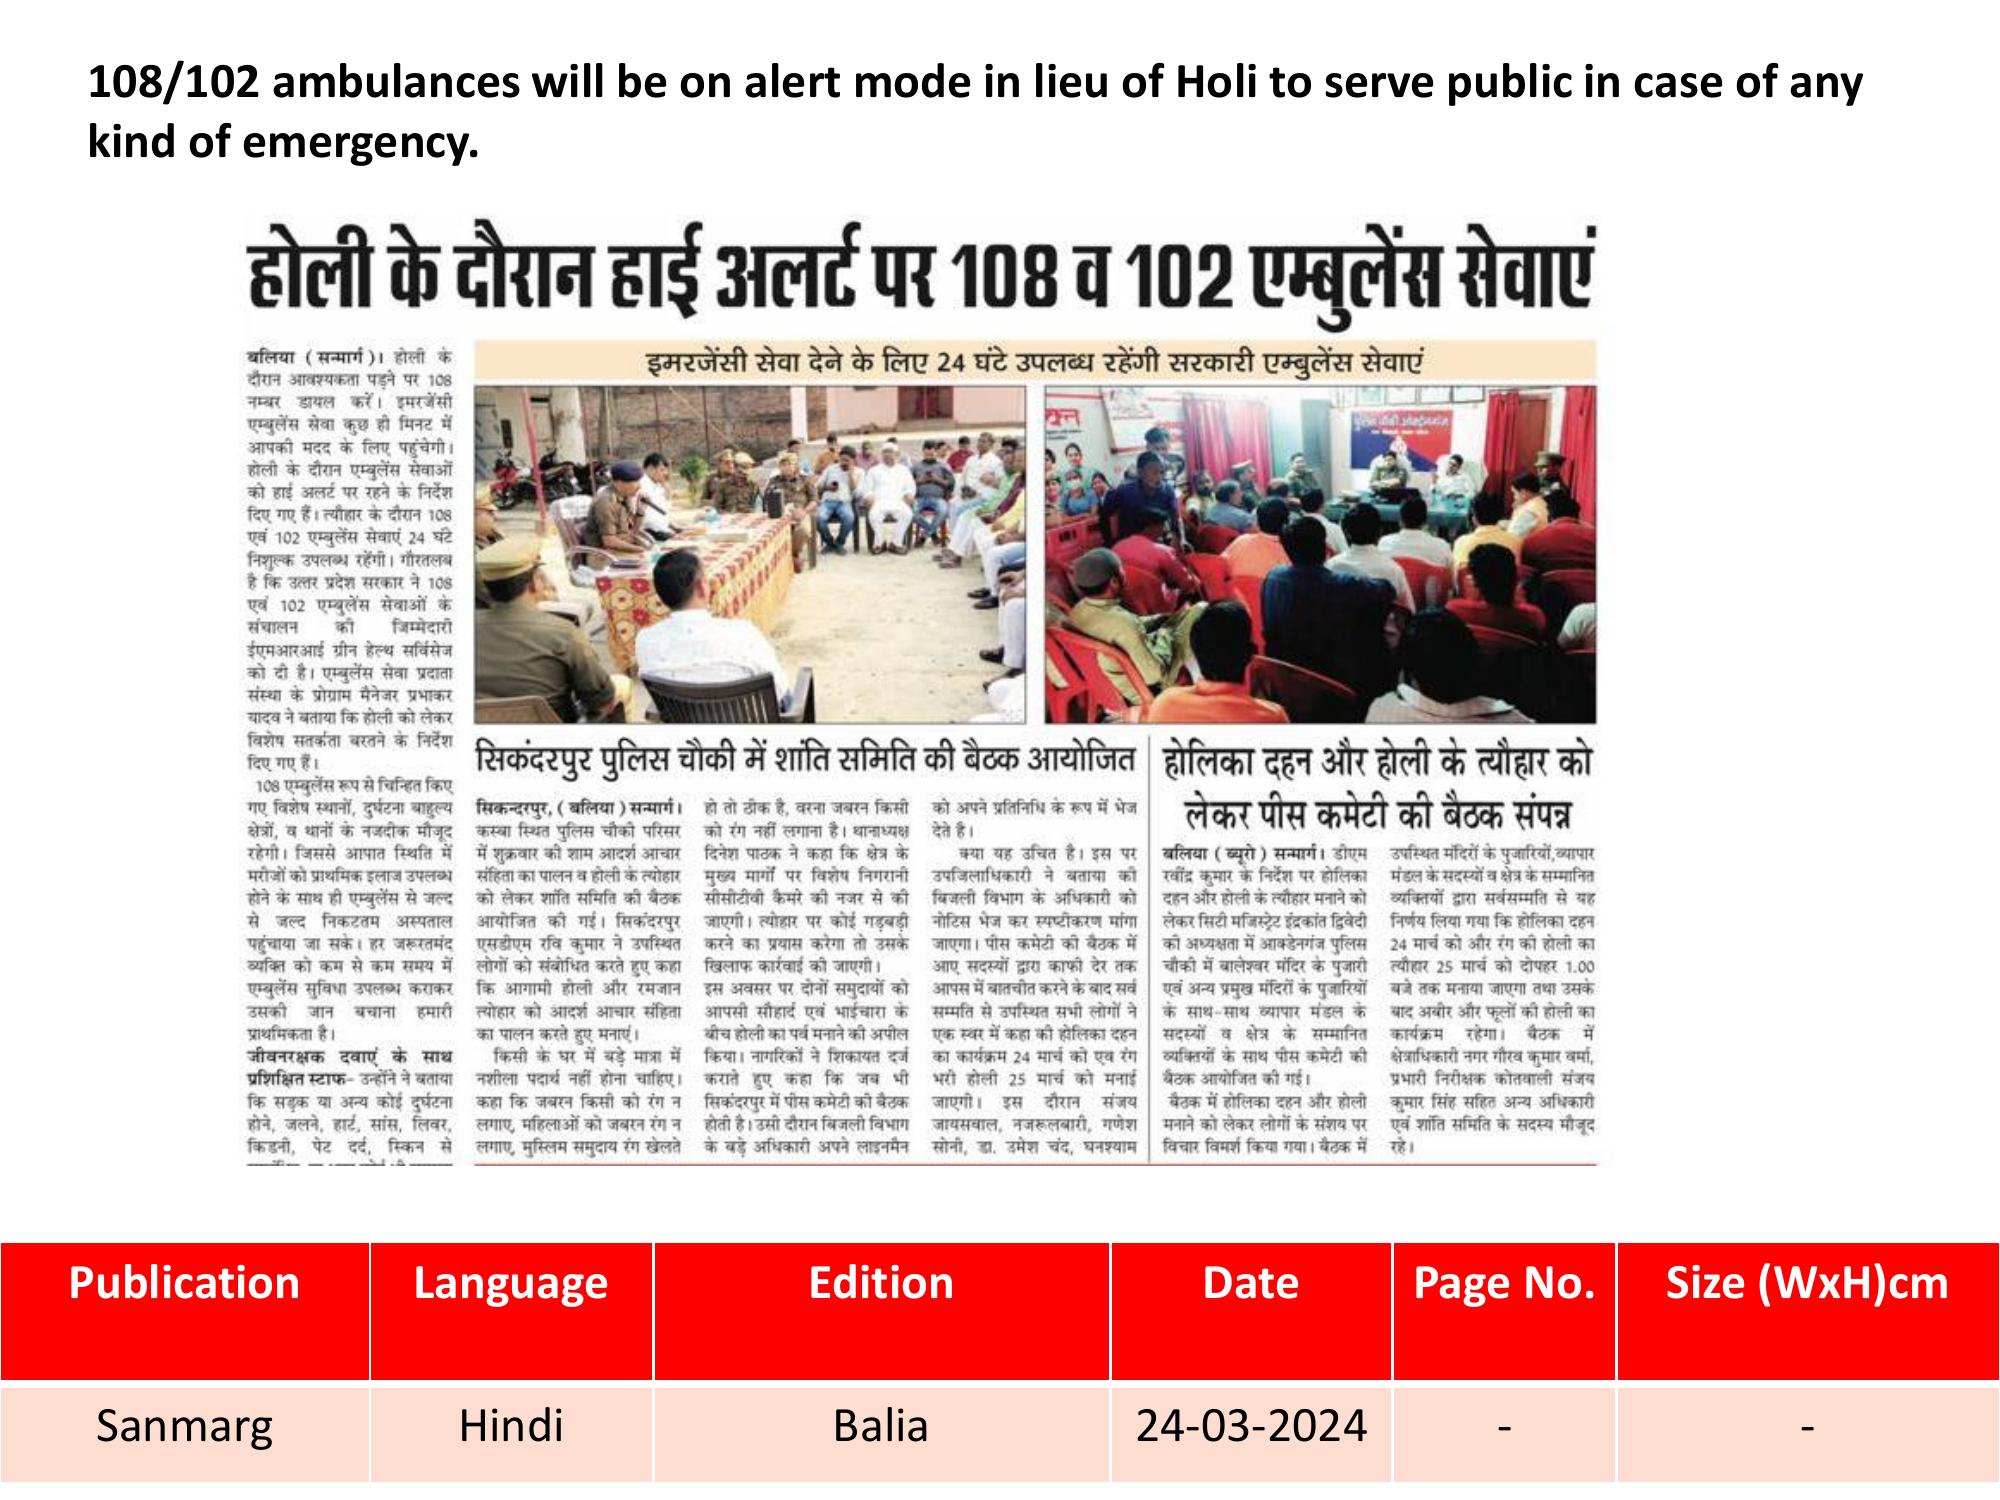 108/102 ambulances will be on alert mode in lieu of Holi to serve public in case of any
kind of emergency.
होली के दौरान हाई अलर्ट पर 108 व 102 एम्बुलेंस सेवाएं
बलिया (सन्मार्ग)। होली के
दौरान आवश्यकता पड़ने पर 108
नम्बर डायल करें। इमरजेंसी
एम्बुलेंस सेवा कुछ ही मिनट में
आपकी मदद के लिए पहुंचेगी।
होली के दौरान एम्बुलेंस सेवाओं
को हाई अलर्ट पर रहने के निर्देश
दिए गए हैं। त्यौहार के दौरान 108
एवं 102 एम्बुलेंस सेवाएं 24 घंटे
निशुल्क उपलब्ध रहेंगी। गौरतलब
है कि उत्तर प्रदेश सरकार ने 108
एवं 102 एम्बुलेंस सेवाओं के
संचालन की जिम्मेदारी
ईएमआरआई ग्रीन हेल्थ सर्विसेज
को दी है। एम्बुलेंस सेवा प्रदाता
संस्था के प्रोग्राम मैनेजर प्रभाकर
यादव ने बताया कि होली को लेकर
विशेष सतर्कता बरतने के निर्देश
दिए गए हैं।
108 एम्बुलेंस रूप से चिन्हित किए
गए विशेष स्थानों, दुर्घटना बाहुल्य
क्षेत्रों, व थानों के नजदीक मौजूद
रहेगी। जिससे आपात स्थिति में
मरीजों को प्राथमिक इलाज उपलब्ध
होने के साथ ही एम्बुलेंस से जल्द
से जल्द निकटतम अस्पताल
पहुंचाया जा सके। हर जरूरतमंद
व्यक्ति को कम से कम समय में
एम्बुलेंस सुविधा उपलब्ध कराकर
उसकी जान बचाना हमारी
प्राथमिकता है।
जीवनरक्षक दवाएं के साथ
प्रशिक्षित स्टाफ– उन्होंने ने बताया
कि सड़क या अन्य कोई दुर्घटना
होने, जलने, हार्ट, सांस, लिवर,
किडनी, पेट दर्द, स्किन से
इमरजेंसी सेवा देने के लिए 24 घंटे उपलब्ध रहेंगी सरकारी एम्बुलेंस सेवाएं
सिकंदरपुर पुलिस चौकी में शांति समिति की बैठक आयोजित
सिकन्दरपुर, (बलिया) सन्मार्ग।
कस्बा स्थित पुलिस चौकी परिसर
में शुक्रवार की शाम आदर्श आचार
संहिता का पालन व होली के त्योहार
को लेकर शांति समिति की बैठक
आयोजित की गई। सिकंदरपुर
एसडीएम रवि कुमार ने उपस्थित
लोगों को संबोधित करते हुए कहा
कि आगामी होली और रमजान
त्योहार को आदर्श आचार संहिता
का पालन करते हुए मनाएं।
किसी के घर में बड़े मात्रा में
नशीला पदार्थ नहीं होना चाहिए।
कहा कि जबरन किसी को रंग न
लगाए, महिलाओं को जबरन रंग न
लगाए, मुस्लिम समुदाय रंग खेलते
हो तो ठीक है, वरना जबरन किसी
को रंग नहीं लगाना है। थानाध्यक्ष
दिनेश पाठक ने कहा कि क्षेत्र के
मुख्य मार्गों पर विशेष निगरानी
सीसीटीवी कैमरे की नजर से की
जाएगी। त्योहार पर कोई गड़बड़ी
करने का प्रयास करेगा तो उसके
खिलाफ कार्रवाई की जाएगी।
इस अवसर पर दोनों समुदायों को
आपसी सौहार्द एवं भाईचारा के
बीच होली का पर्व मनाने की अपील
किया। नागरिकों ने शिकायत दर्ज
कराते हुए कहा कि जब भी
सिकंदरपुर में पीस कमेटी की बैठक
होती है। उसी दौरान बिजली विभाग
के बड़े अधिकारी अपने लाइनमैन
को अपने प्रतिनिधि के रूप में भेज
देते है।
क्या यह उचित है। इस पर
उपजिलाधिकारी ने बताया की
बिजली विभाग के अधिकारी को
नोटिस भेज कर स्पष्टीकरण मांगा
जाएगा। पीस कमेटी की बैठक में
आए सदस्यों द्वारा काफी देर तक
आपस में बातचीत करने के बाद सर्व
सम्मति से उपस्थित सभी लोगों ने
एक स्वर में कहा की होलिका दहन
का कार्यक्रम 24 मार्च को एव रंग
भरी होली 25 मार्च को मनाई
जाएगी। इस दौरान संजय
जायसवाल, नजरूलबारी, गणेश
सोनी, डा. उमेश चंद, घनश्याम
होलिका दहन और होली के त्यौहार को
लेकर पीस कमेटी की बैठक संपन्न
बलिया (ब्यूरो) सन्मार्ग। डीएम
रवींद्र कुमार के निर्देश पर होलिका
दहन और होली के त्यौहार मनाने को
लेकर सिटी मजिस्ट्रेट इंद्रकांत द्विवेदी
की अध्यक्षता में आक्डेनगंज पुलिस
चौकी में बालेश्वर मंदिर के पुजारी
एवं अन्य प्रमुख मंदिरों के पुजारियों
के साथ-साथ व्यापार मंडल के
सदस्यों व क्षेत्र के सम्मानित
व्यक्तियों के साथ पीस कमेटी की
बैठक आयोजित की गई।
बैठक में होलिका दहन और होली
मनाने को लेकर लोगों के संशय पर
विचार विमर्श किया गया। बैठक में
उपस्थित मंदिरों के पुजारियों,व्यापार
मंडल के सदस्यों व क्षेत्र के सम्मानित
व्यक्तियों द्वारा सर्वसम्मति से यह
निर्णय लिया गया कि होलिका दहन
24 मार्च को और रंग की होली का
त्यौहार 25 मार्च को दोपहर 1.00
बजे तक मनाया जाएगा तथा उसके
बाद अबीर और फूलों की होली का
कार्यक्रम रहेगा। बैठक में
क्षेत्राधिकारी नगर गौरव कुमार वर्मा,
प्रभारी निरीक्षक कोतवाली संजय
कुमार सिंह सहित अन्य अधिकारी
एवं शांति समिति के सदस्य मौजूद
रहे।
Publication Language Edition Date Page No. Size (WxH)cm
Sanmarg Hindi Balia 24-03-2024 - -